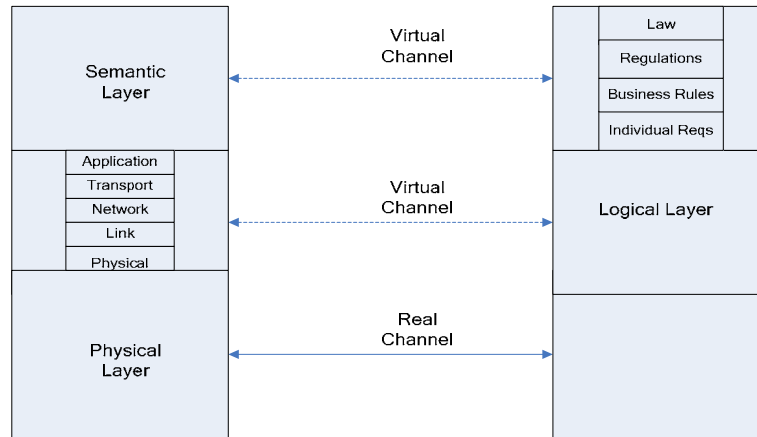 Semantic
Layer
Application
Transport
Network
Link
Physical
Physical
Layer
Virtual
Channel
Virtual
Channel
Real
Channel
Law
Regulations
Business Rules
Individual Reqs
Logical Layer